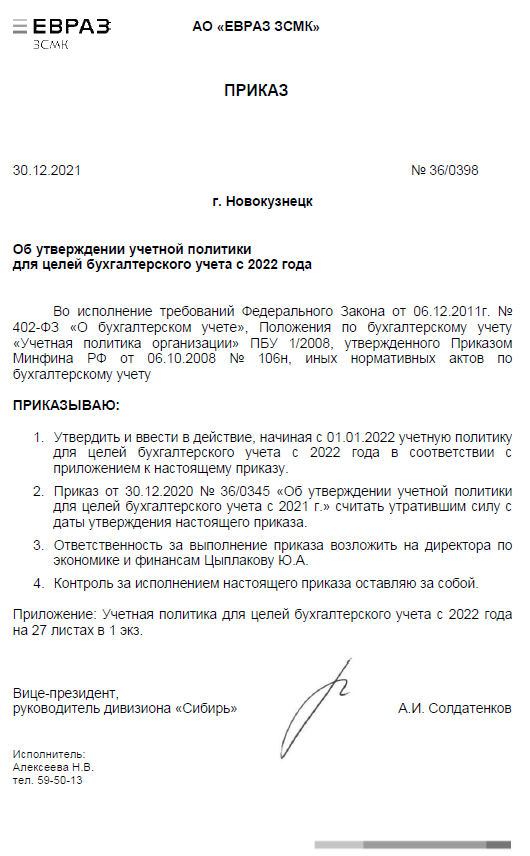 ЕВРАЗ
ЗСМК
АО «ЕВРАЗ ЗСМК»
ПРИКАЗ
30.12.2021 № 36/0398
г. Новокузнецк
Об утверждении учетной политики
для целей бухгалтерского учета с 2022 года
Во исполнение требований Федерального Закона от 06.12.2011г. №
402-ФЗ «О бухгалтерском учете», Положения по бухгалтерскому учету
«Учетная политика организации» ПБУ 1/2008, утвержденного Приказом
Минфина РФ от 06.10.2008 № 106н, иных нормативных актов по
бухгалтерскому учету
ПРИКАЗЫВАЮ:
1. Утвердить и ввести в действие, начиная с 01.01.2022 учетную политику
для целей бухгалтерского учета с 2022 года в соответствии с
приложением к настоящему приказу.
2. Приказ от 30.12.2020 № 36/0345 «Об утверждении учетной политики
для целей бухгалтерского учета с 2021 г.» считать утратившим силу с
даты утверждения настоящего приказа.
3. Ответственность за выполнение приказа возложить на директора по
экономике и финансам Цыплакову Ю.А.
4. Контроль за исполнением настоящего приказа оставляю за собой.
Приложение: Учетная политика для целей бухгалтерского учета с 2022 года
на 27 листах в 1 экз.
Вице-президент,
руководитель дивизиона «Сибирь» А.И. Солдатенков
Исполнитель:
Алексеева Н.В.
тел. 59-50-13